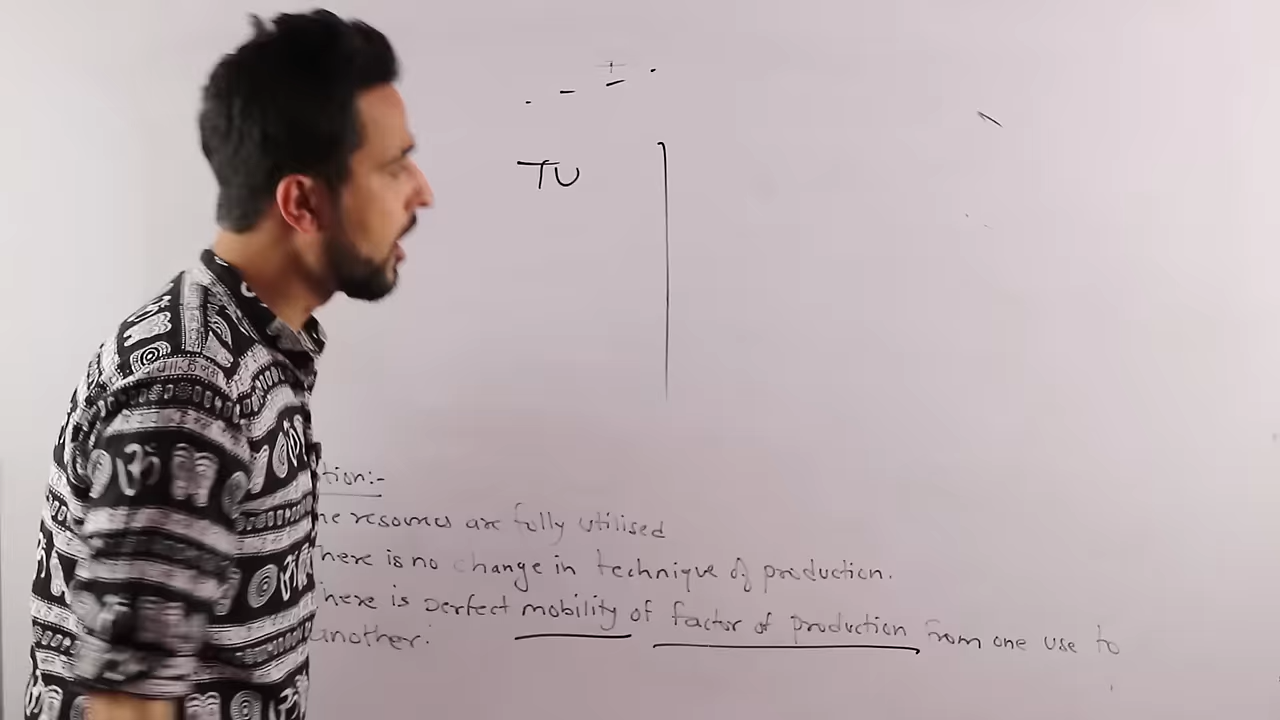 TU
tion:-
he resources are fully utilised
here is no change in technique of production.
here is perfect mobility of factor of production from one use to
another.